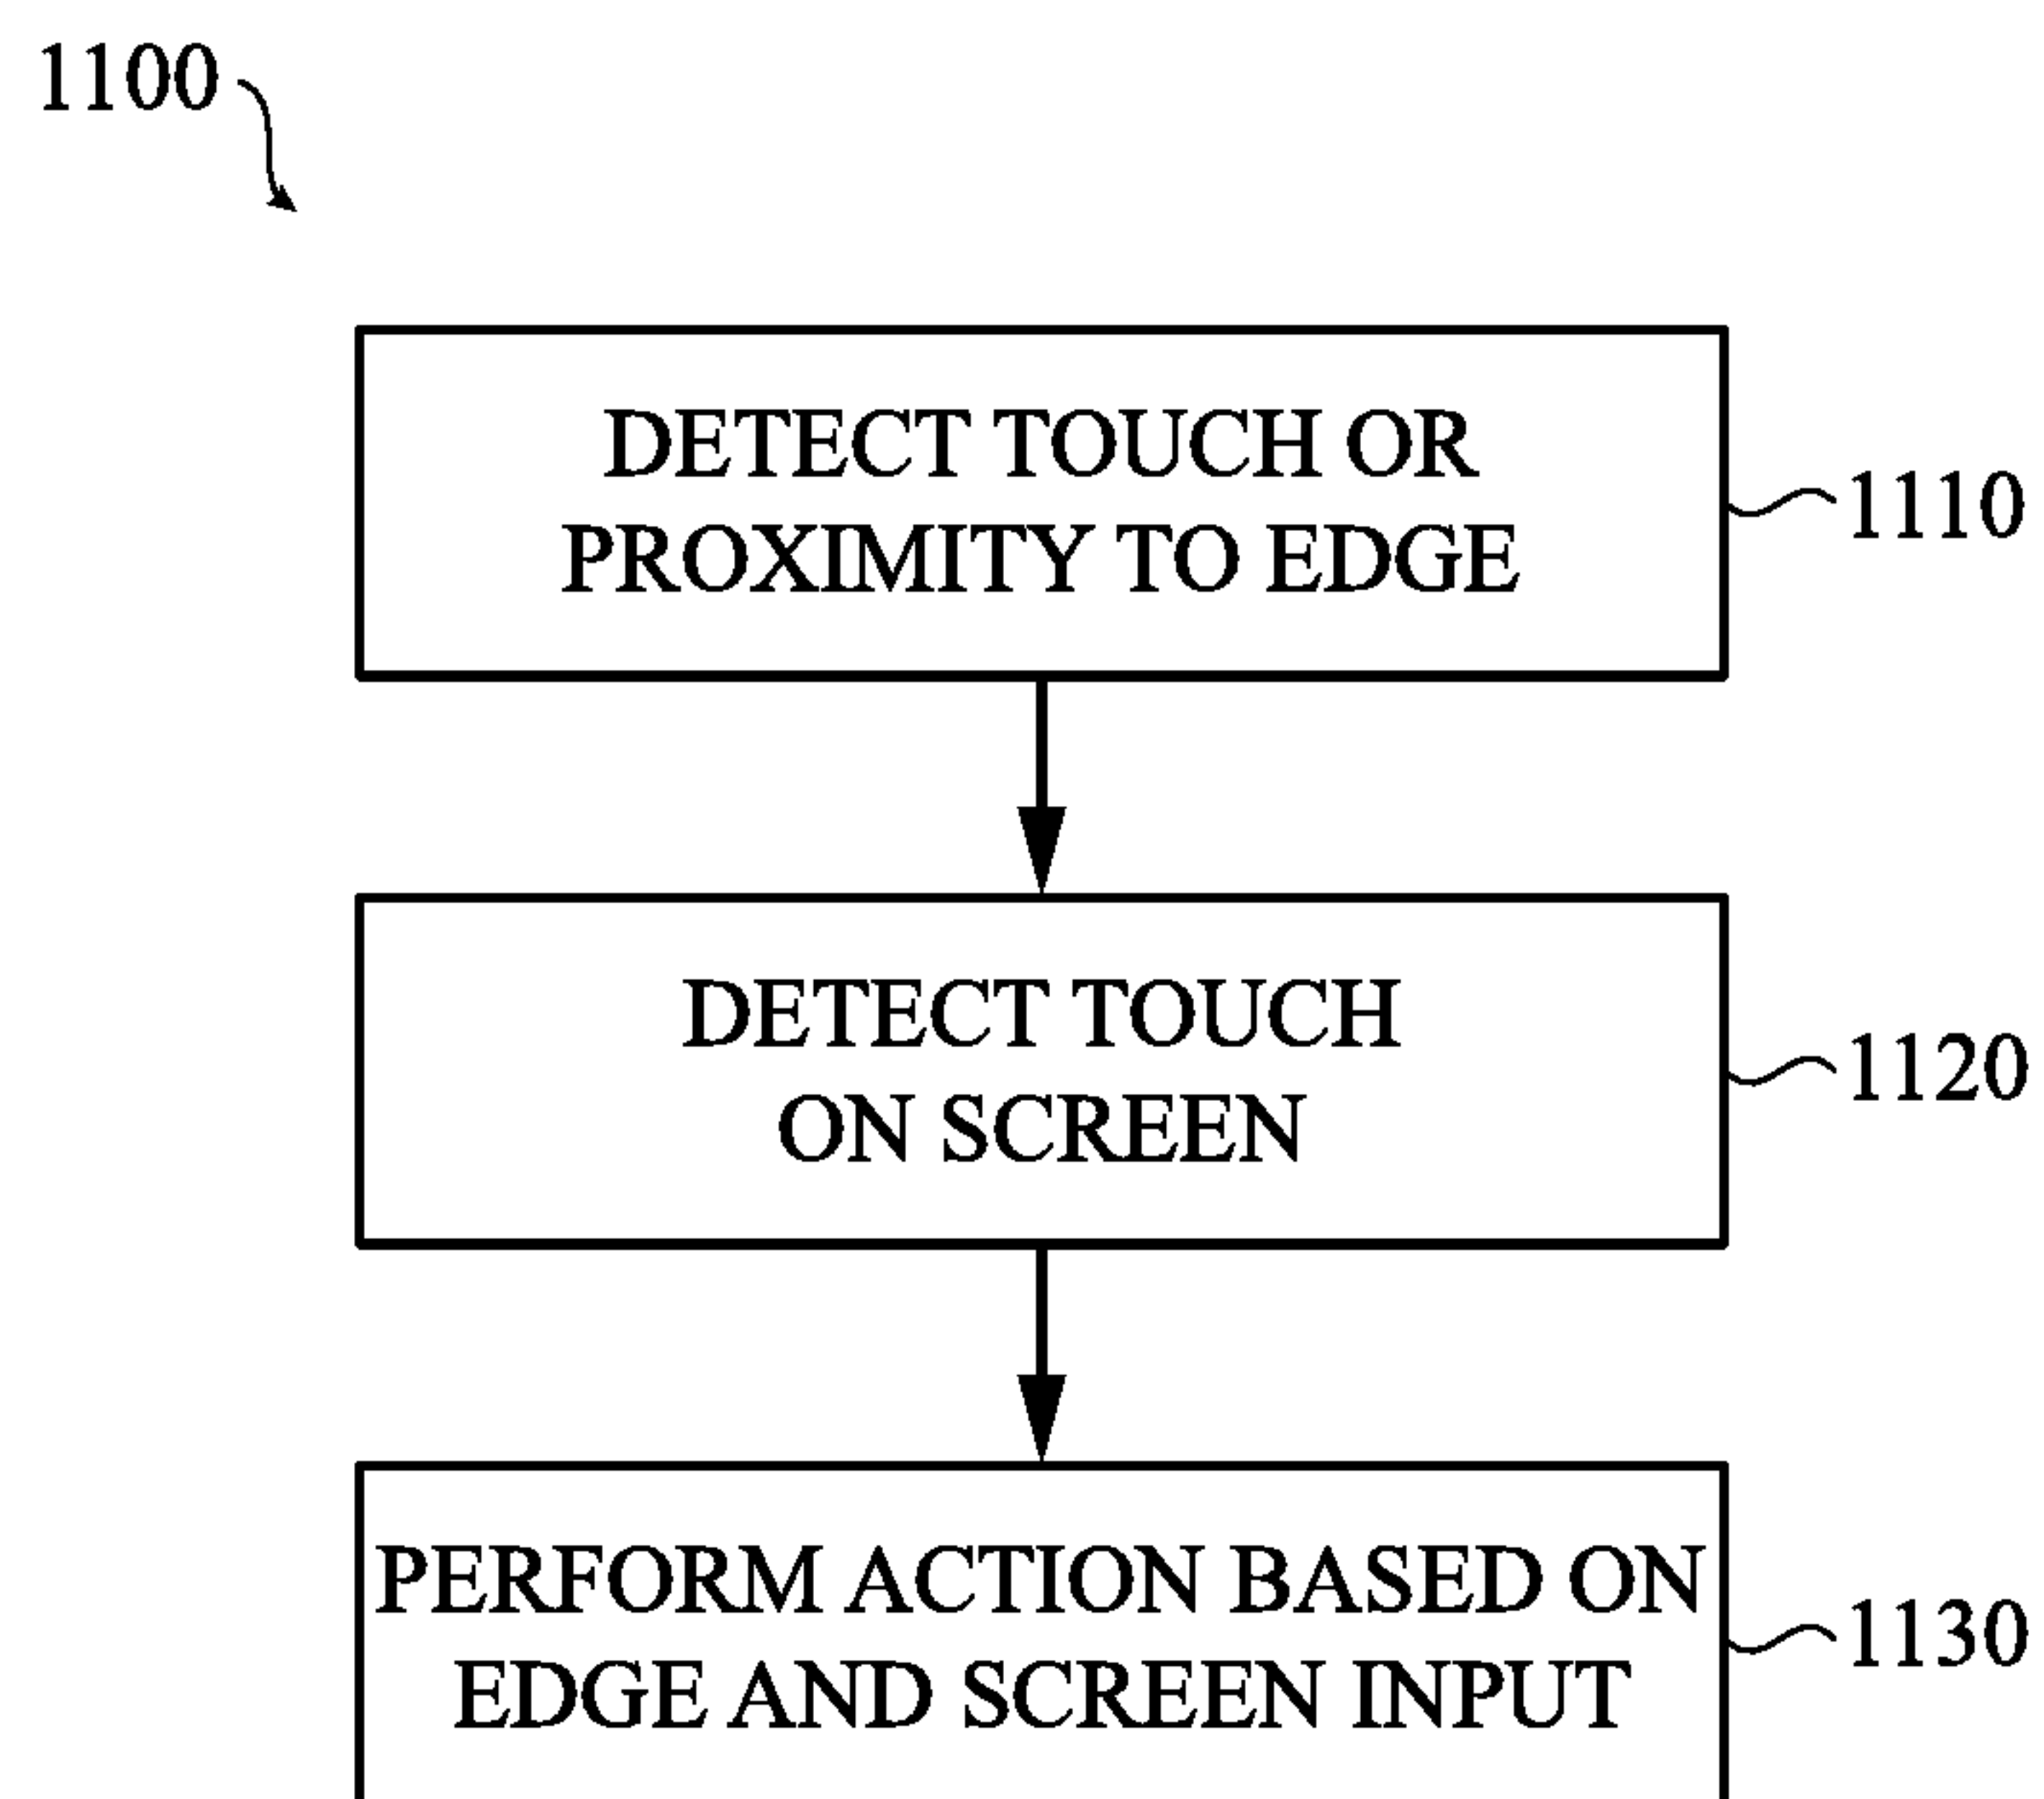 1100
DETECT TOUCH OR
PROXIMITY TO EDGE
1110
DETECT TOUCH
ON SCREEN
1120
PERFORM ACTION BASED ON
EDGE AND SCREEN INPUT
1130